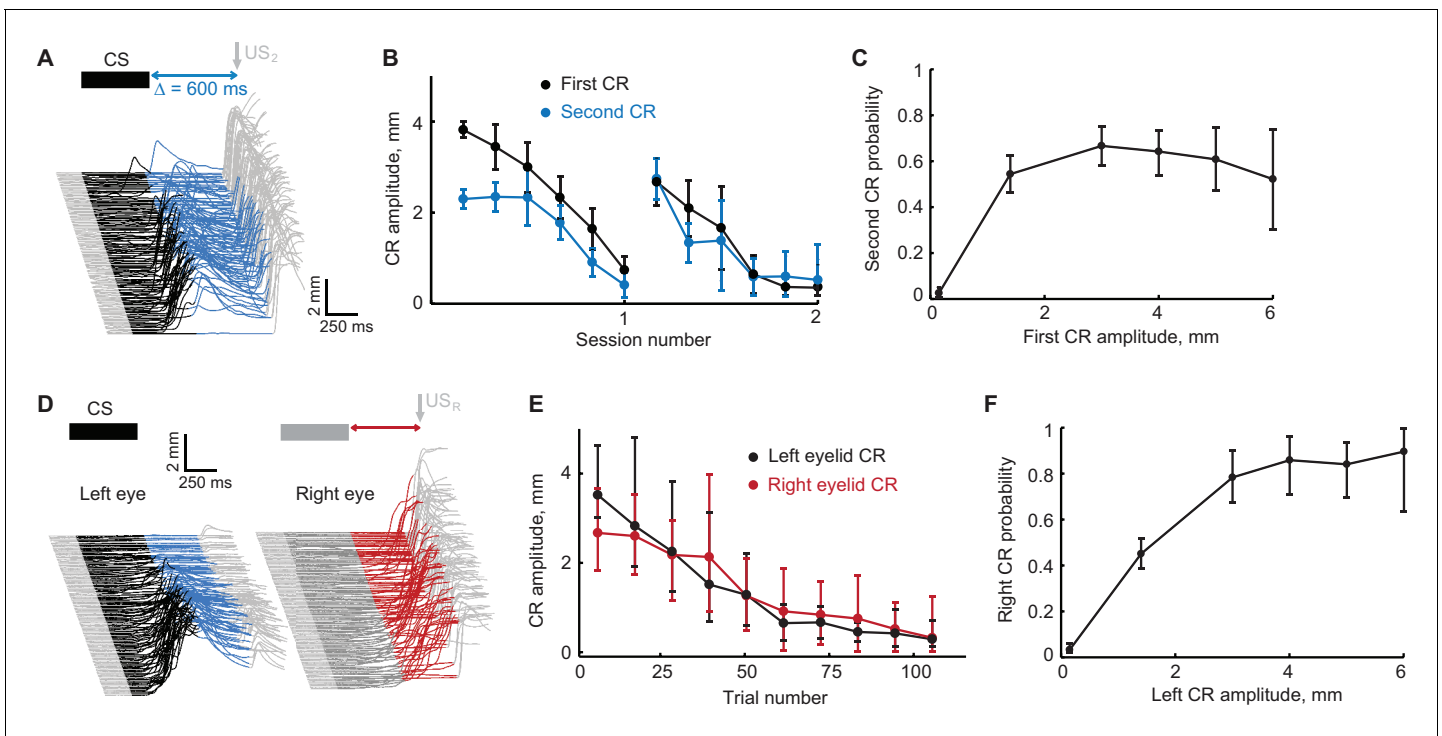 A
CS
US2
Δ = 600 ms
2 mm
250 ms
B
First CR
Second CR
CR amplitude, mm
4
2
0
1
2
Session number
C
Second CR probability
1
0.8
0.6
0.4
0.2
0
0
2
4
6
First CR amplitude, mm
D
CS
2 mm
250 ms
Left eye
USR
Right eye
E
Left eyelid CR
Right eyelid CR
CR amplitude, mm
4
2
0
0
25
50
75
100
Trial number
F
Right CR probability
1
0.8
0.6
0.4
0.2
0
0
2
4
6
Left CR amplitude, mm